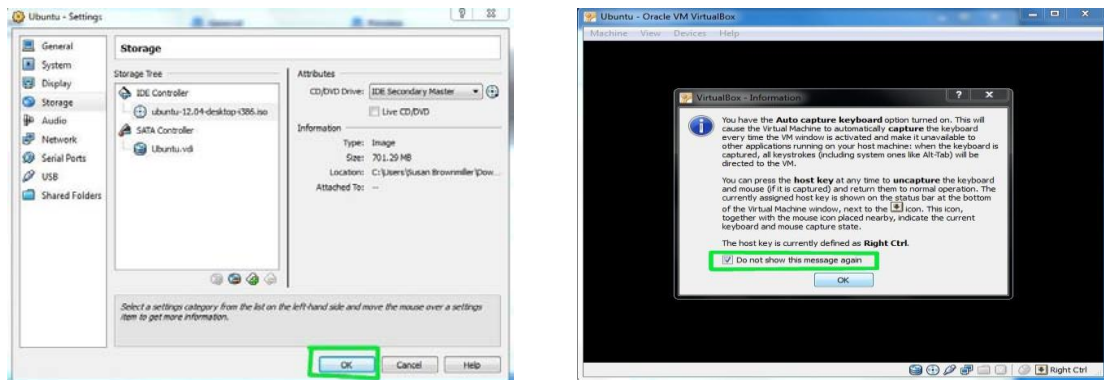 Ubuntu - Settings
General
System
Display
Storage
Audio
Network
Serial Ports
USB
Shared Folders
Storage
Storage Tree
IDE Controller
ubuntu-12.04-desktop-i386.iso
SATA Controller
Ubuntu.vdi
Attributes
CD/DVD Drive: IDE Secondary Master
Live CD/DVD
Information
Type: Image
Size: 701.29 MB
Location: C:\Users\Susan Brownmiller\Dow...
Attached To: --
Select a settings category from the list on the left-hand side and move the mouse over a settings
item to get more information.
OK Cancel Help
Ubuntu - Oracle VM VirtualBox
Machine View Devices Help
VirtualBox - Information
You have the Auto capture keyboard option turned on. This will
cause the Virtual Machine to automatically capture the keyboard
every time the VM window is activated and make it unavailable to
other applications running on your host machine: when the keyboard is
captured, all keystrokes (including system ones like Alt-Tab) will be
directed to the VM.
You can press the host key at any time to uncapture the keyboard
and mouse (if it is captured) and return them to normal operation. The
currently assigned host key is shown on the status bar at the bottom
of the Virtual Machine window, next to the icon. This icon,
together with the mouse icon placed nearby, indicate the current
keyboard and mouse capture state.
The host key is currently defined as Right Ctrl.
Do not show this message again
OK
Right Ctrl